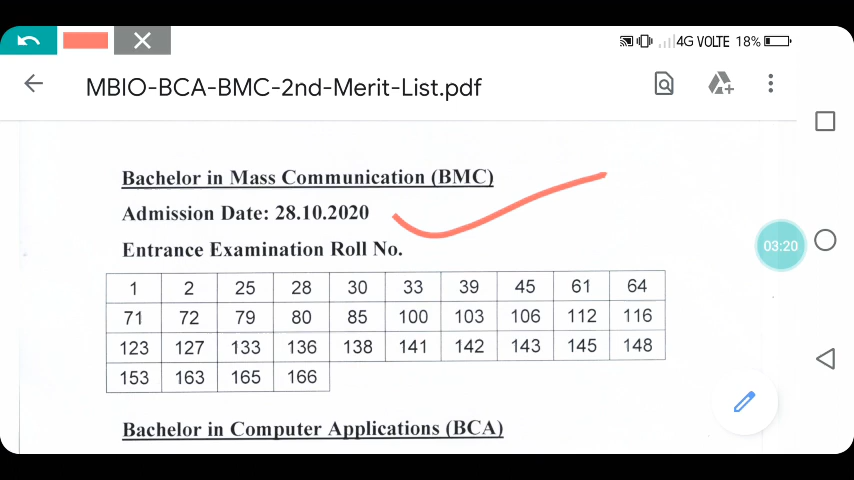 4G VOLTE 18%
MBIO-BCA-BMC-2nd-Merit-List.pdf
Bachelor in Mass Communication (BMC)
Admission Date: 28.10.2020
03:20
Entrance Examination Roll No.
1 2 25 28 30 33 39 45 61 64
71 72 79 80 85 100 103 106 112 116
123 127 133 136 138 141 142 143 145 148
153 163 165 166
Bachelor in Computer Applications (BCA)